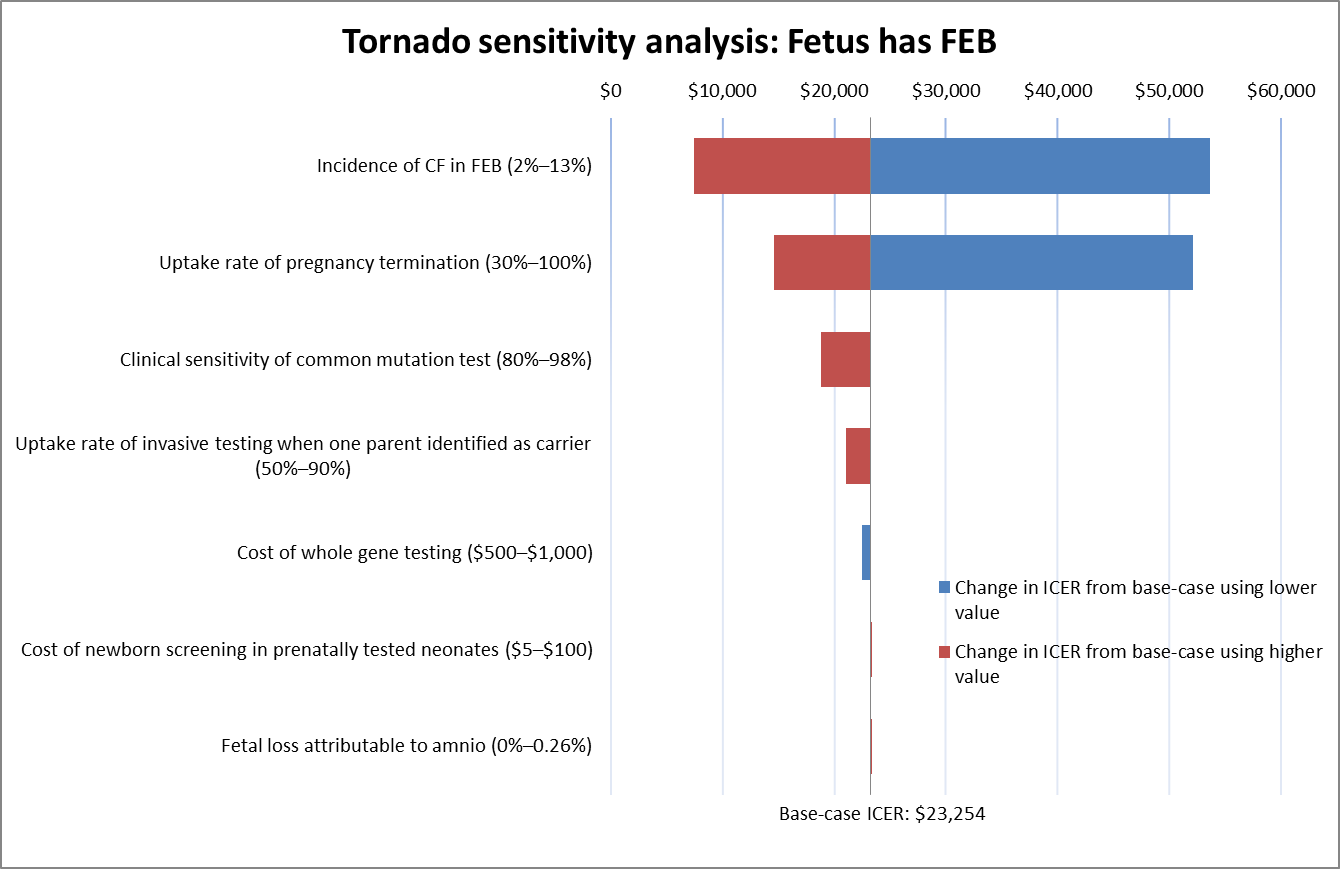 Tornado sensitivity analysis: Fetus has FEB
$0 $10,000 $20,000 $30,000 $40,000 $50,000 $60,000
Incidence of CF in FEB (2%–13%)
Uptake rate of pregnancy termination (30%–100%)
Clinical sensitivity of common mutation test (80%–98%)
Uptake rate of invasive testing when one parent identified as carrier
(50%–90%)
Cost of whole gene testing ($500–$1,000)
Cost of newborn screening in prenatally tested neonates ($5–$100)
Fetal loss attributable to amnio (0%–0.26%)
Change in ICER from base-case using lower
value
Change in ICER from base-case using higher
value
Base-case ICER: $23,254